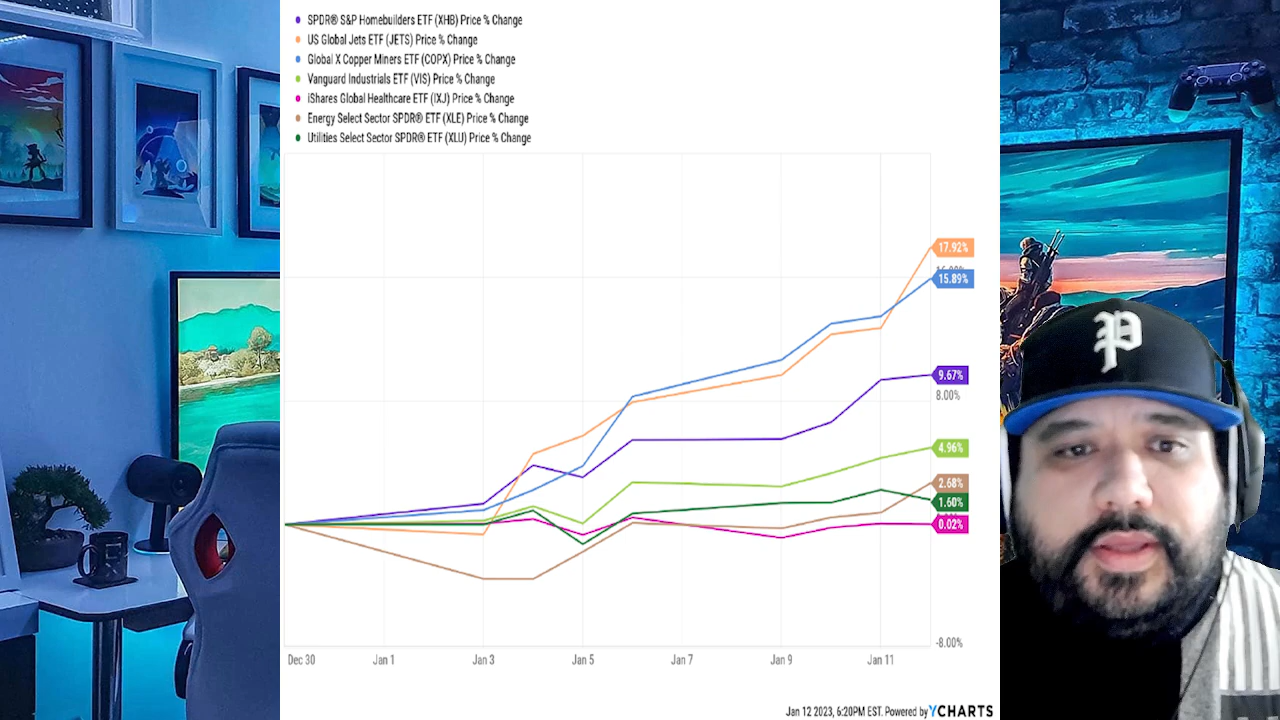 SPDR® S&P Homebuilders ETF (XHB) Price % Change
US Global Jets ETF (JETS) Price % Change
Global X Copper Miners ETF (COPX) Price % Change
Vanguard Industrials ETF (VIS) Price % Change
iShares Global Healthcare ETF (IXJ) Price % Change
Energy Select Sector SPDR® ETF (XLE) Price % Change
Utilities Select Sector SPDR® ETF (XLU) Price % Change
17.92%
15.89%
9.67%
8.00%
4.96%
2.68%
1.60%
0.02%
-8.00%
Dec 30 Jan 1 Jan 3 Jan 5 Jan 7 Jan 9 Jan 11
Jan 12 2023, 6:20PM EST. Powered by YCHARTS
P